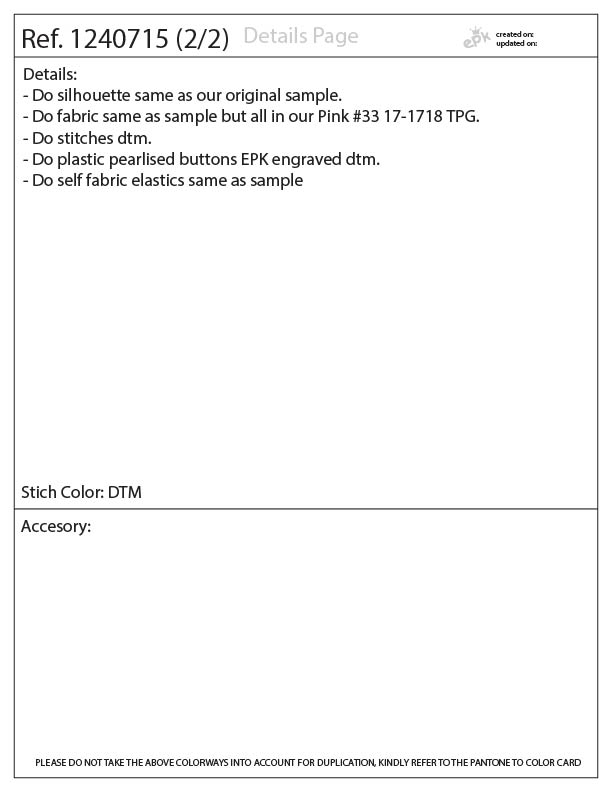 Ref. 1240715 (2/2) Details Page
epk created on:
updated on:
Details:
- Do silhouette same as our original sample.
- Do fabric same as sample but all in our Pink #33 17-1718 TPG.
- Do stitches dtm.
- Do plastic pearlised buttons EPK engraved dtm.
- Do self fabric elastics same as sample
Stich Color: DTM
Accesory:
PLEASE DO NOT TAKE THE ABOVE COLORWAYS INTO ACCOUNT FOR DUPLICATION, KINDLY REFER TO THE PANTONE TO COLOR CARD